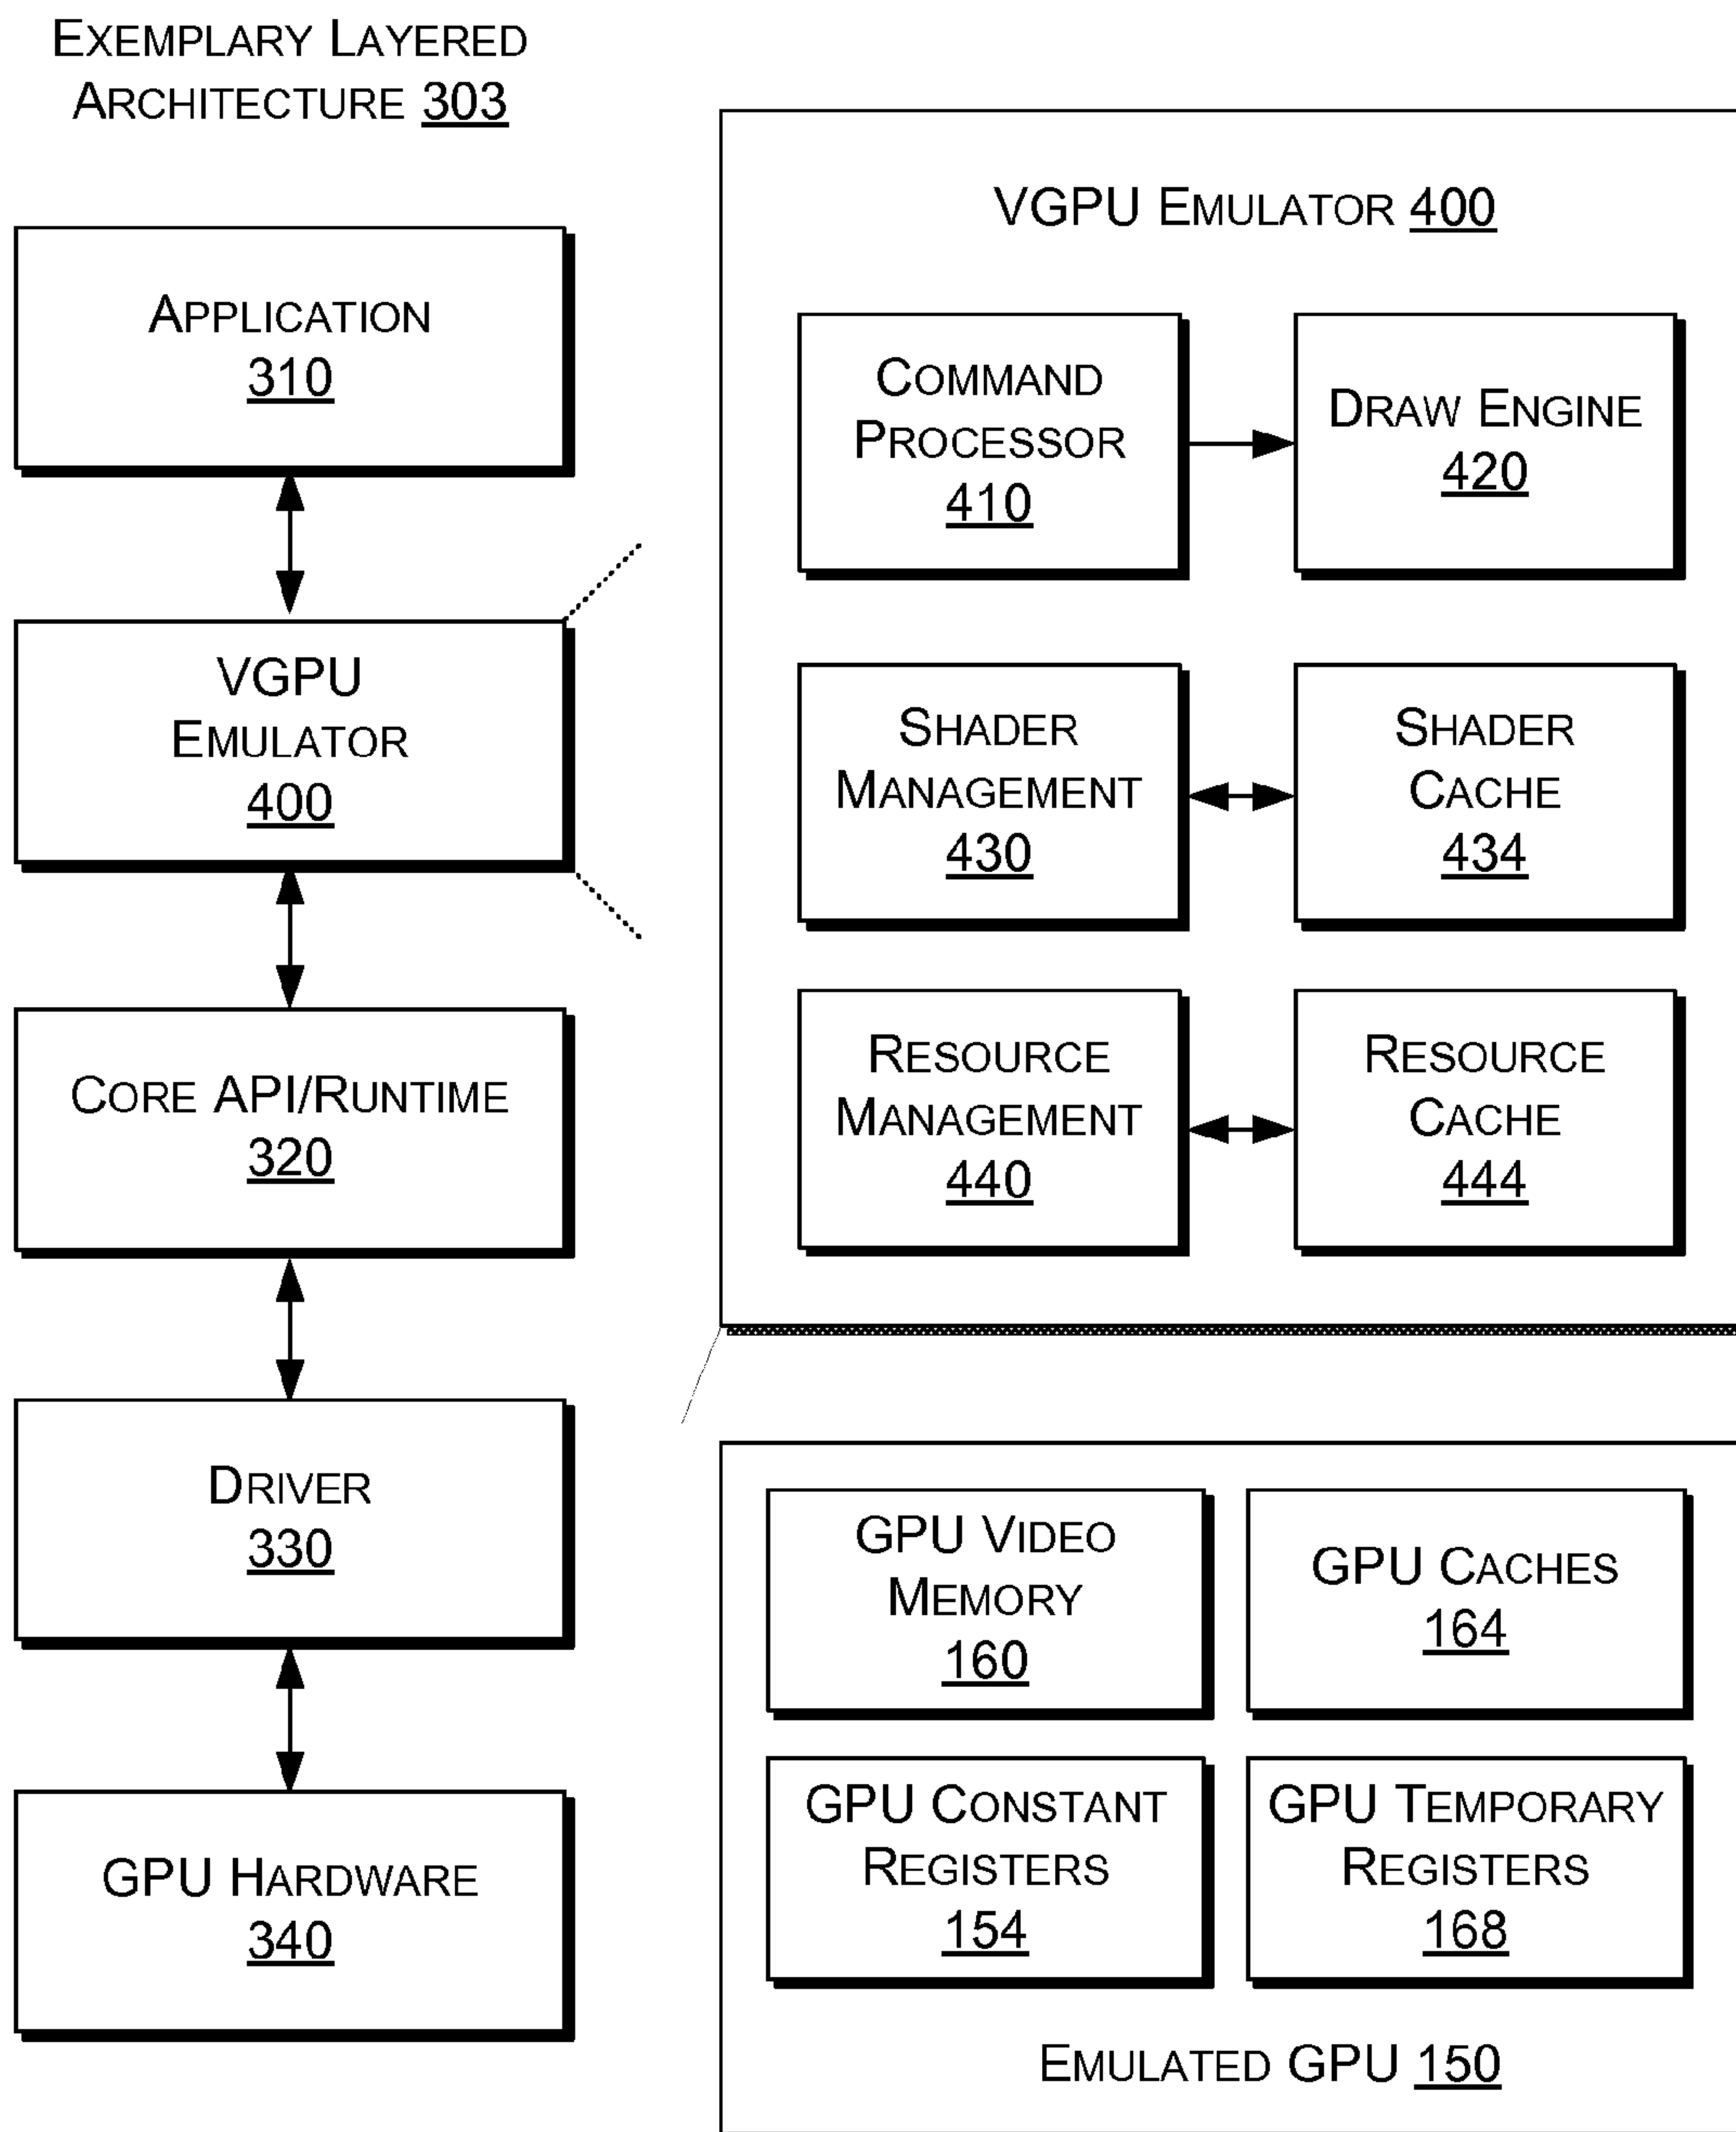 EXEMPLARY LAYERED
ARCHITECTURE 303
APPLICATION
310
VGPU
EMULATOR
400
CORE API/RUNTIME
320
DRIVER
330
GPU HARDWARE
340
VGPU EMULATOR 400
COMMAND
PROCESSOR
410
DRAW ENGINE
420
SHADER
MANAGEMENT
430
SHADER
CACHE
434
RESOURCE
MANAGEMENT
440
RESOURCE
CACHE
444
GPU VIDEO
MEMORY
160
GPU CACHES
164
GPU CONSTANT
REGISTERS
154
GPU TEMPORARY
REGISTERS
168
EMULATED GPU 150